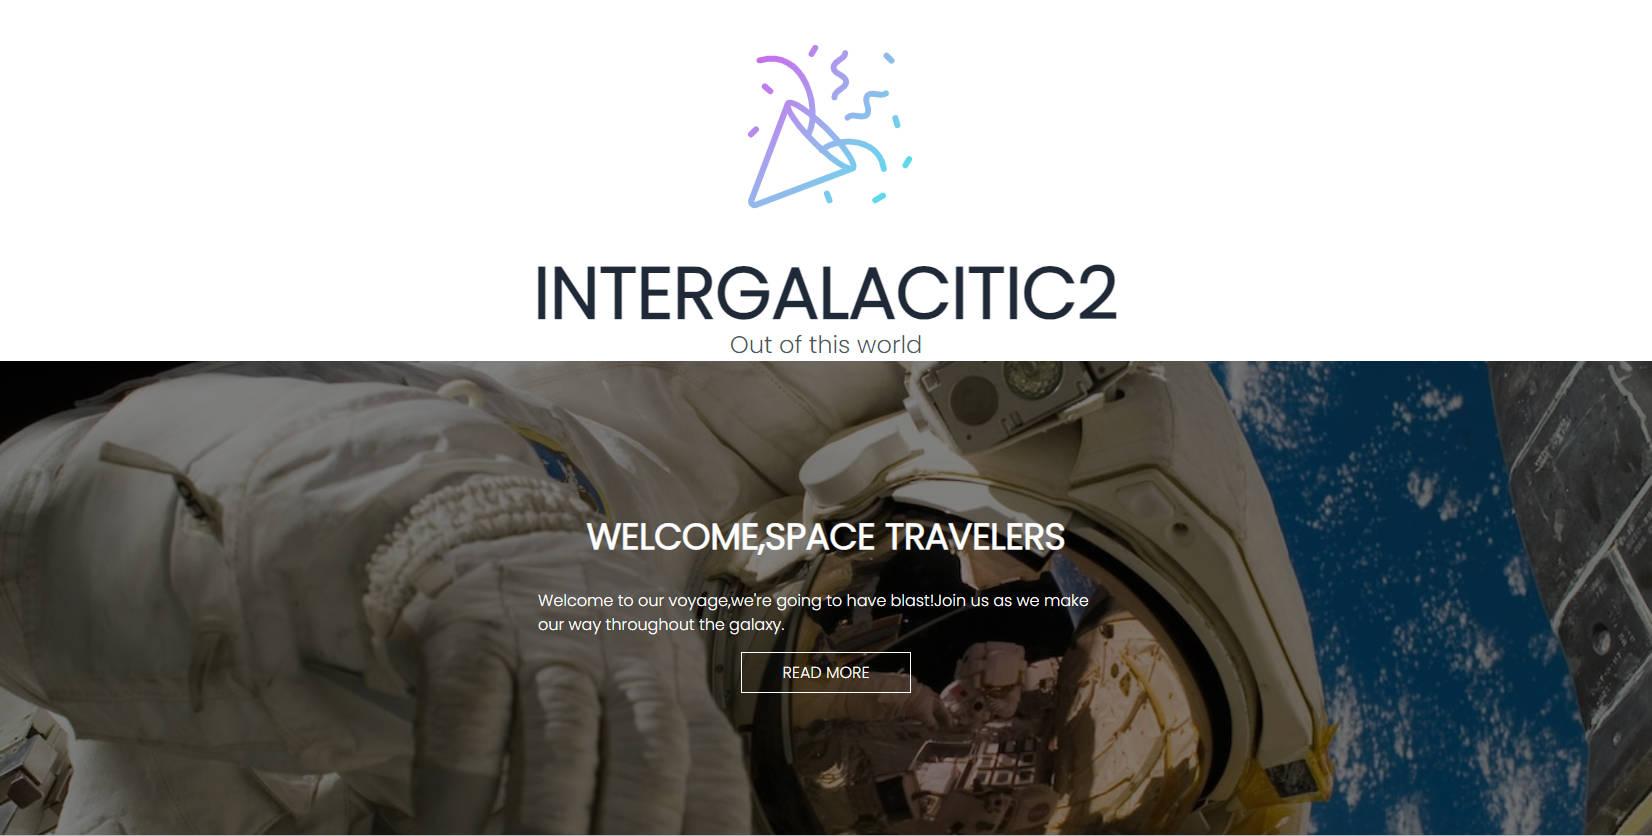 INTERGALACITIC2
Out of this world
WELCOME,SPACE TRAVELERS
Welcome to our voyage,we're going to have blast!Join us as we make
our way throughout the galaxy.
READ MORE